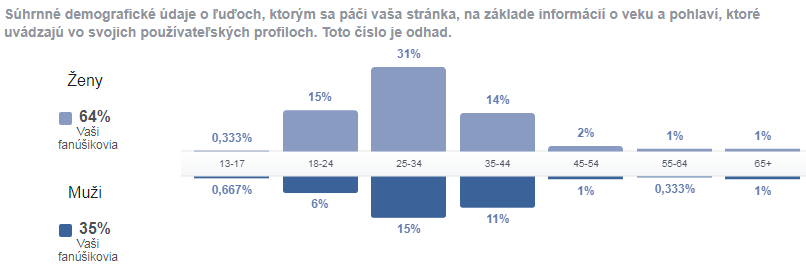 Súhrnné demografické údaje o ľuďoch, ktorým sa páči vaša stránka, na základe informácií o veku a pohlaví, ktoré
uvádzajú vo svojich používateľských profiloch. Toto číslo je odhad.
Ženy
64%
Vaši
fanúšikovia
0,333%
15%
31%
14%
2%
1%
1%
13-17
18-24
25-34
35-44
45-54
55-64
65+
Muži
35%
Vaši
fanúšikovia
0,667%
6%
15%
11%
1%
0,333%
1%